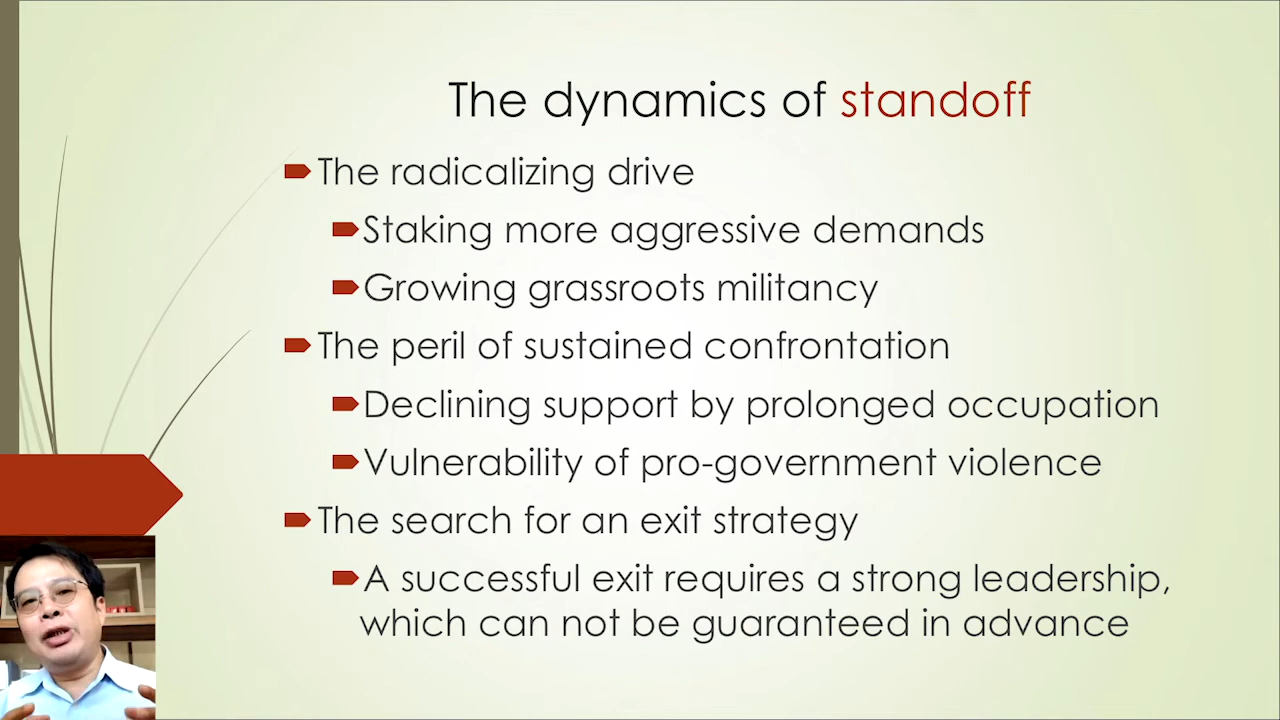 The dynamics of standoff
The radicalizing drive
Staking more aggressive demands
Growing grassroots militancy
The peril of sustained confrontation
Declining support by prolonged occupation
Vulnerability of pro-government violence
The search for an exit strategy
A successful exit requires a strong leadership,
which can not be guaranteed in advance